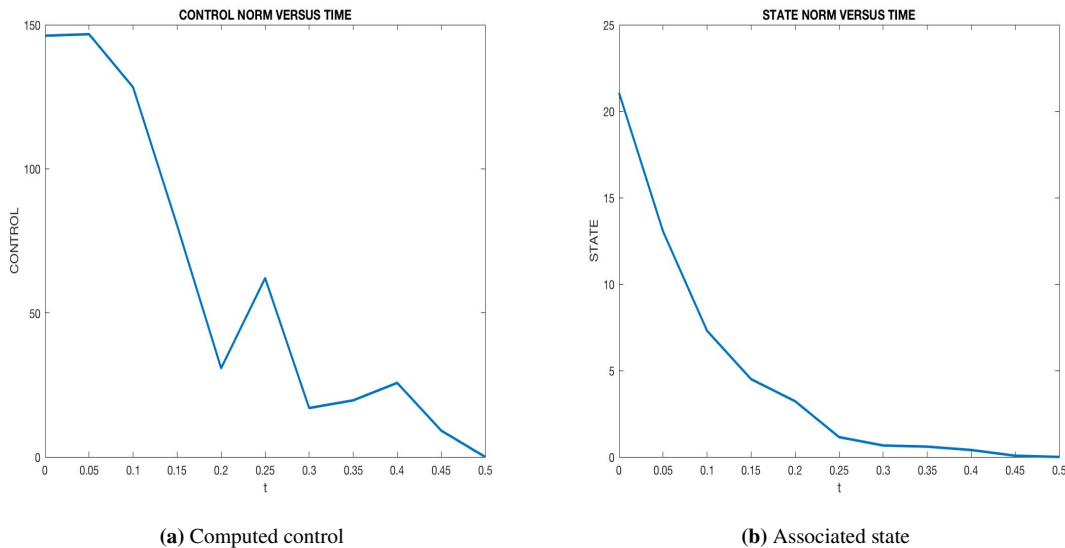 CONTROL NORM VERSUS TIME
150
100
50
0
CONTROL
0 0.05 0.1 0.15 0.2 0.25 0.3 0.35 0.4 0.45 0.5
t
(a) Computed control
STATE NORM VERSUS TIME
25
20
15
10
5
0
STATE
0 0.05 0.1 0.15 0.2 0.25 0.3 0.35 0.4 0.45 0.5
t
(b) Associated state